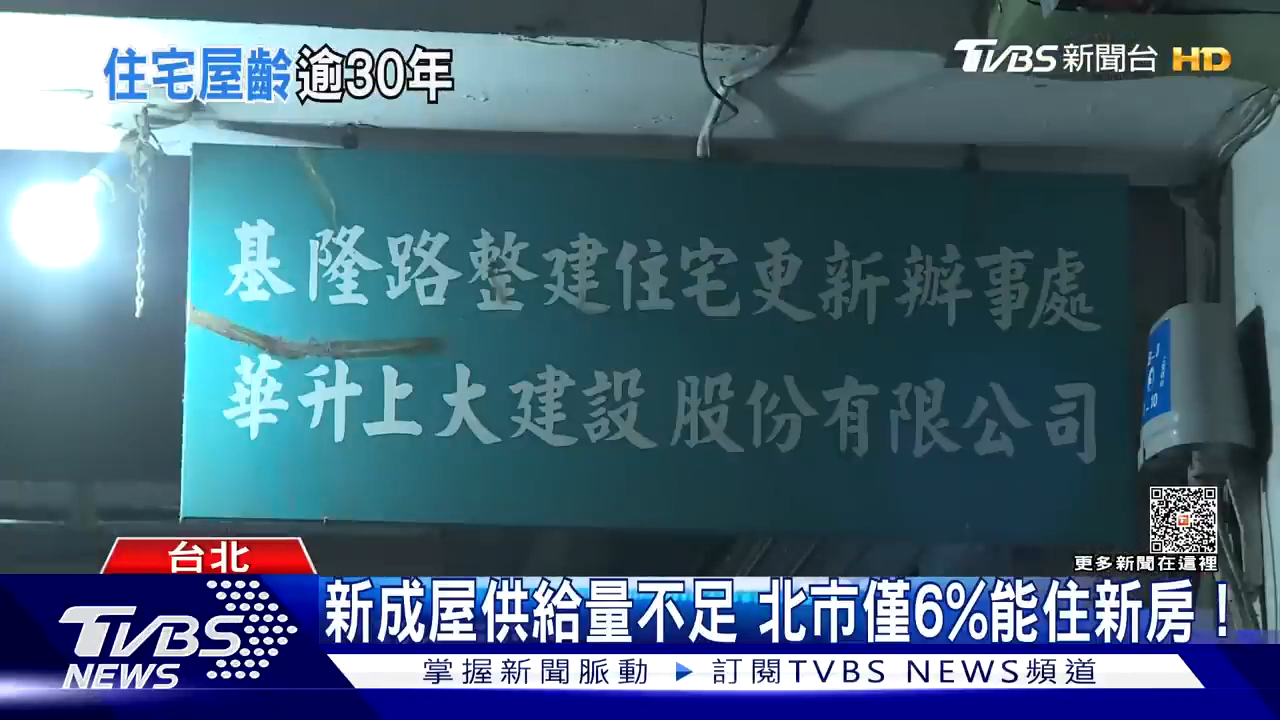 住宅屋齡逾30年
TVBS新聞台 HD
基隆路整建住宅更新辦事處
華升上大建設股份有限公司
更多新聞在這裡
台北
新成屋供給量不足 北市僅6%能住新房！
TVBS NEWS
掌握新聞脈動 ▶ 訂閱TVBS NEWS頻道